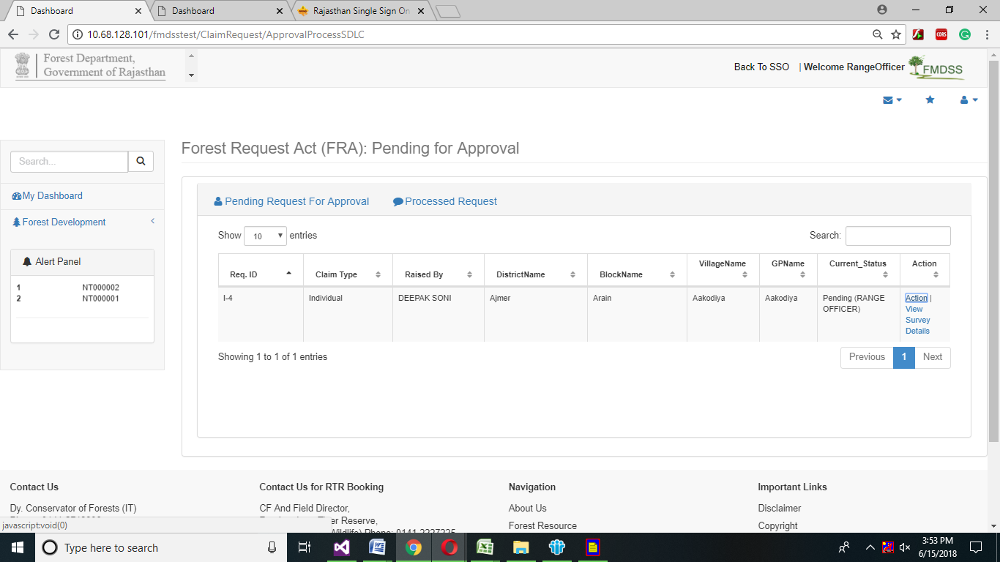 Dashboard
Dashboard
Rajasthan Single Sign On
10.68.128.101/fmdsstest/ClaimRequest/ApprovalProcessSDLC
CORS
Forest Department,
Government of Rajasthan
Back To SSO | Welcome RangeOfficer
FMDSS
Search...
My Dashboard
Forest Development
Alert Panel
1 NT000002
2 NT000001
Forest Request Act (FRA): Pending for Approval
Pending Request For Approval Processed Request
Show 10 entries
Search:
Req. ID Claim Type Raised By DistrictName BlockName VillageName GPName Current_Status Action
I-4 Individual DEEPAK SONI Ajmer Arain Aakodiya Aakodiya Pending (RANGE Action |
OFFICER) View
Survey
Details
Showing 1 to 1 of 1 entries
Previous 1 Next
Contact Us Contact Us for RTR Booking Navigation Important Links
Dy. Conservator of Forests (IT) CF And Field Director, About Us Disclaimer
Reserve,
Forest Resource Copyright
Phone: 0141 2227225
javascript:void(0)
Type here to search
3:53 PM
6/15/2018